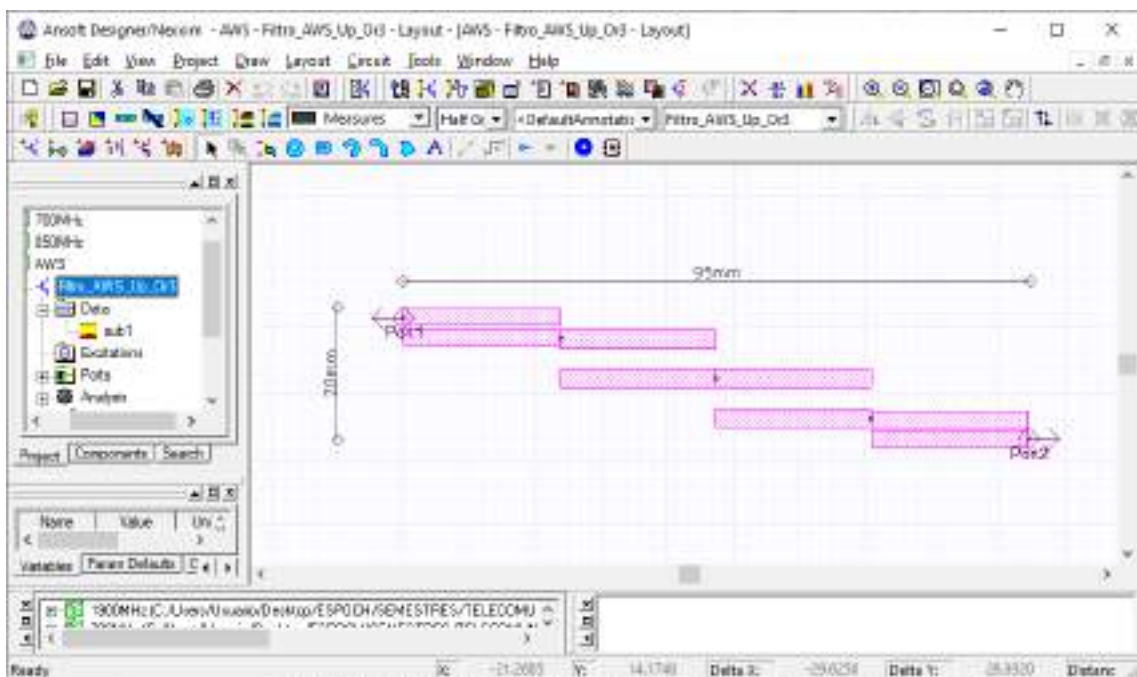 Ansoft Designer/Nexxim - AWS - Filtro_AWS_Up_Or3 - Layout - [AWS - Filtro_AWS_Up_Or3 - Layout]
File Edit View Project Draw Layout Circuit Tools Window Help
Measures <DefaultAnnotatio Filtro_AWS_Up_Or3
700MHz
850MHz
AWS
Filtro_AWS_Up_Or3
Data
sub1
Excitations
Ports
Analysis
Project Components Search
Name Value Uni
Variables Param Defaults C
95mm
20mm
Port1
Port2
1900MHz (C:/Users/Usuario/Desktop/ESPOCH/SEMESTRES/TELECOMU
Ready X: Y: Delta X: Delta Y: Distanc